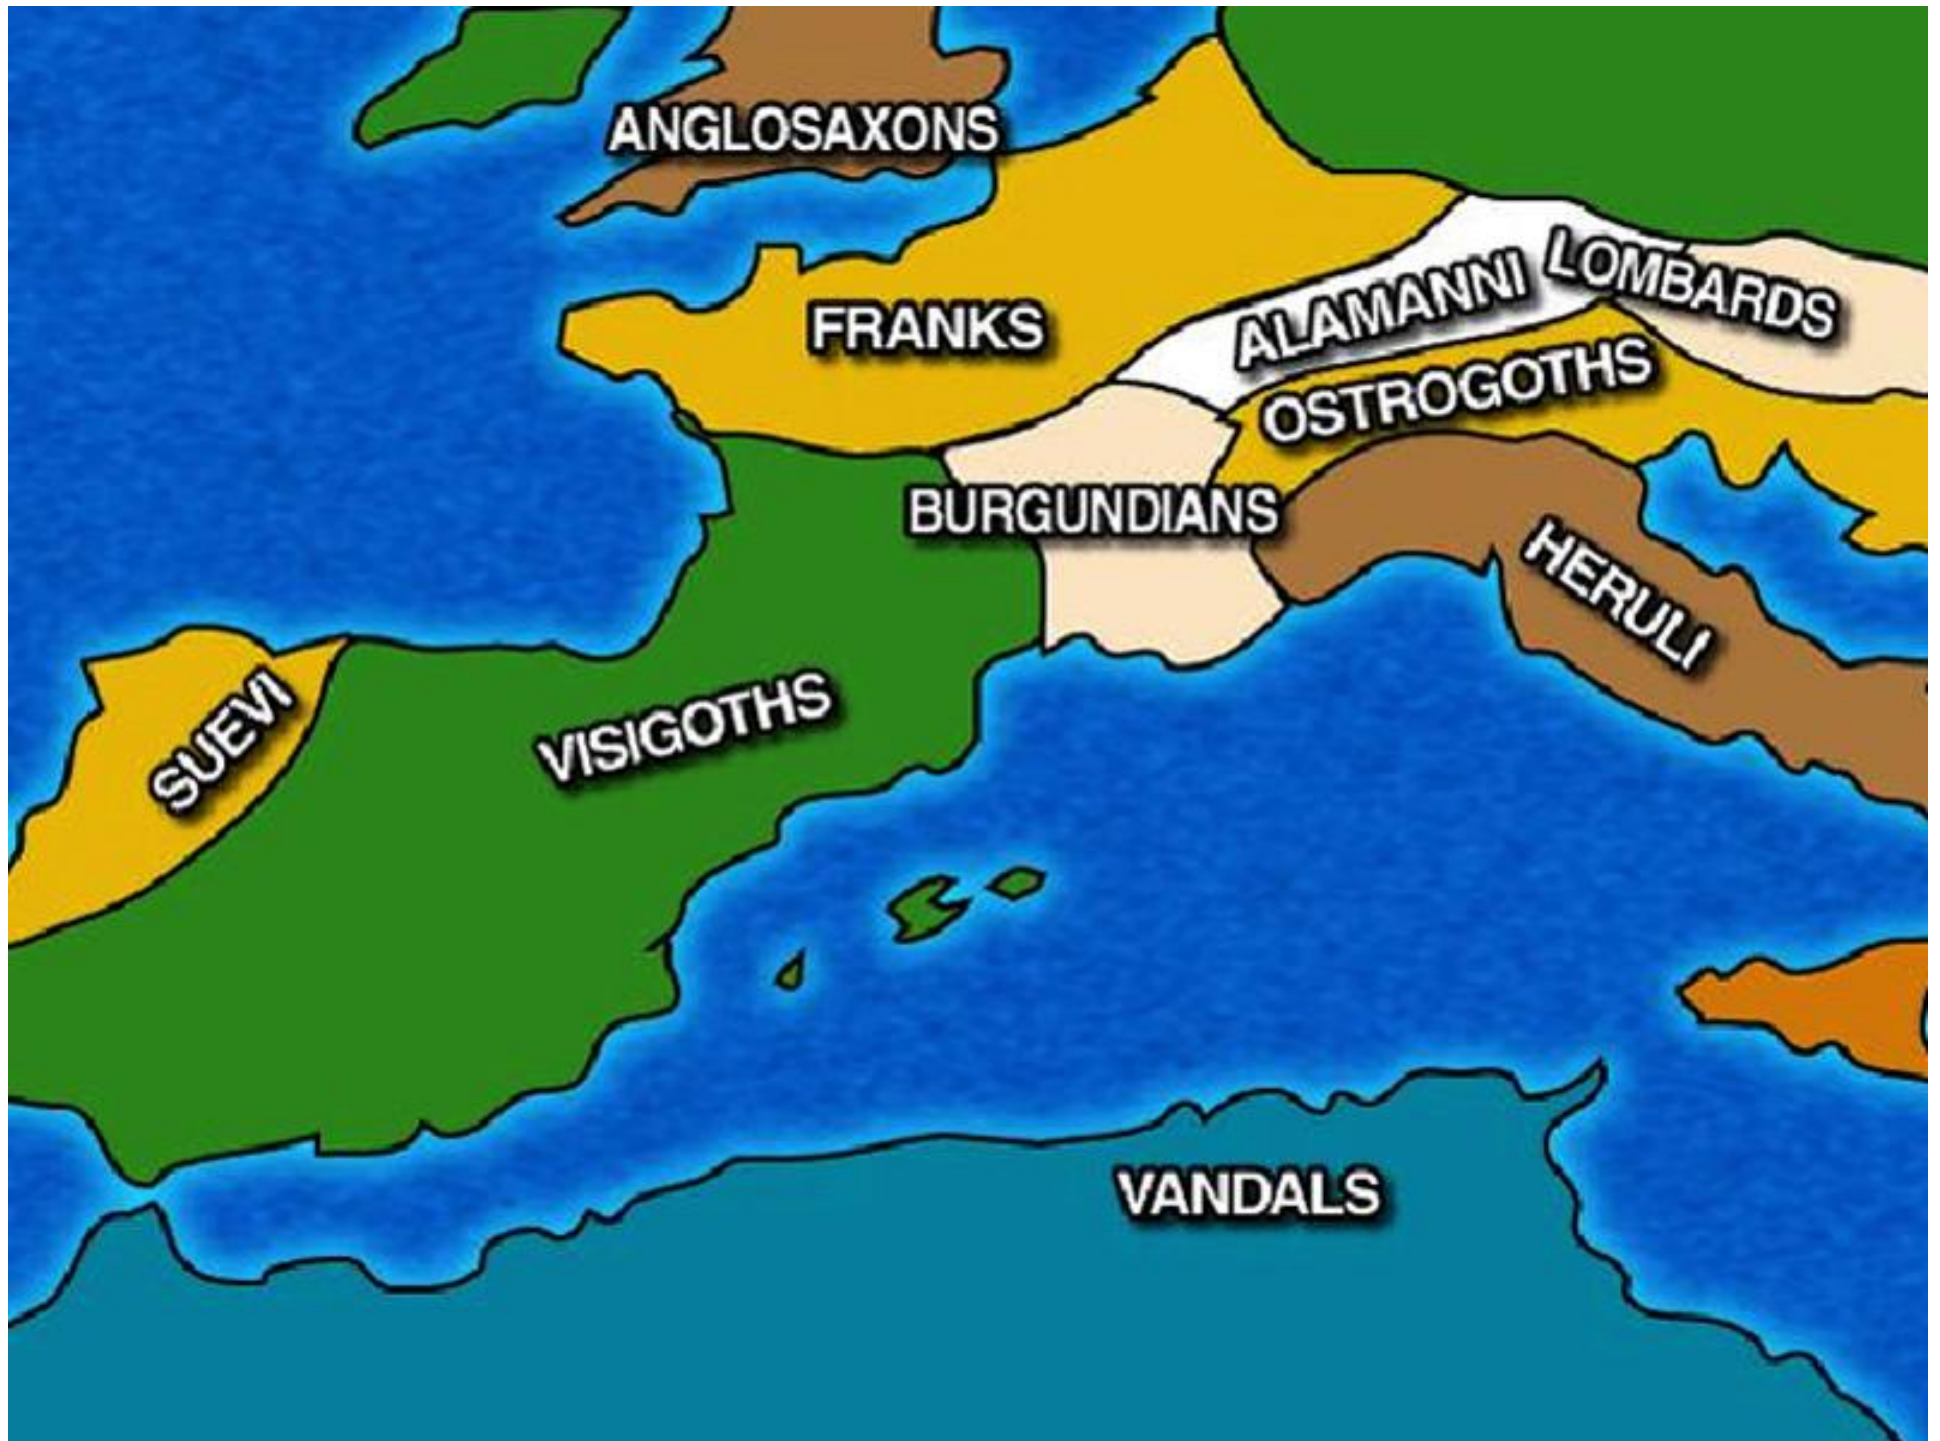 ANGLOSAXONS
LOMBARDS
ALAMANNI
FRANKS
OSTROGOTHS
BURGUNDIANS
HERULI
SUEVI
VISIGOTHS
VANDALS